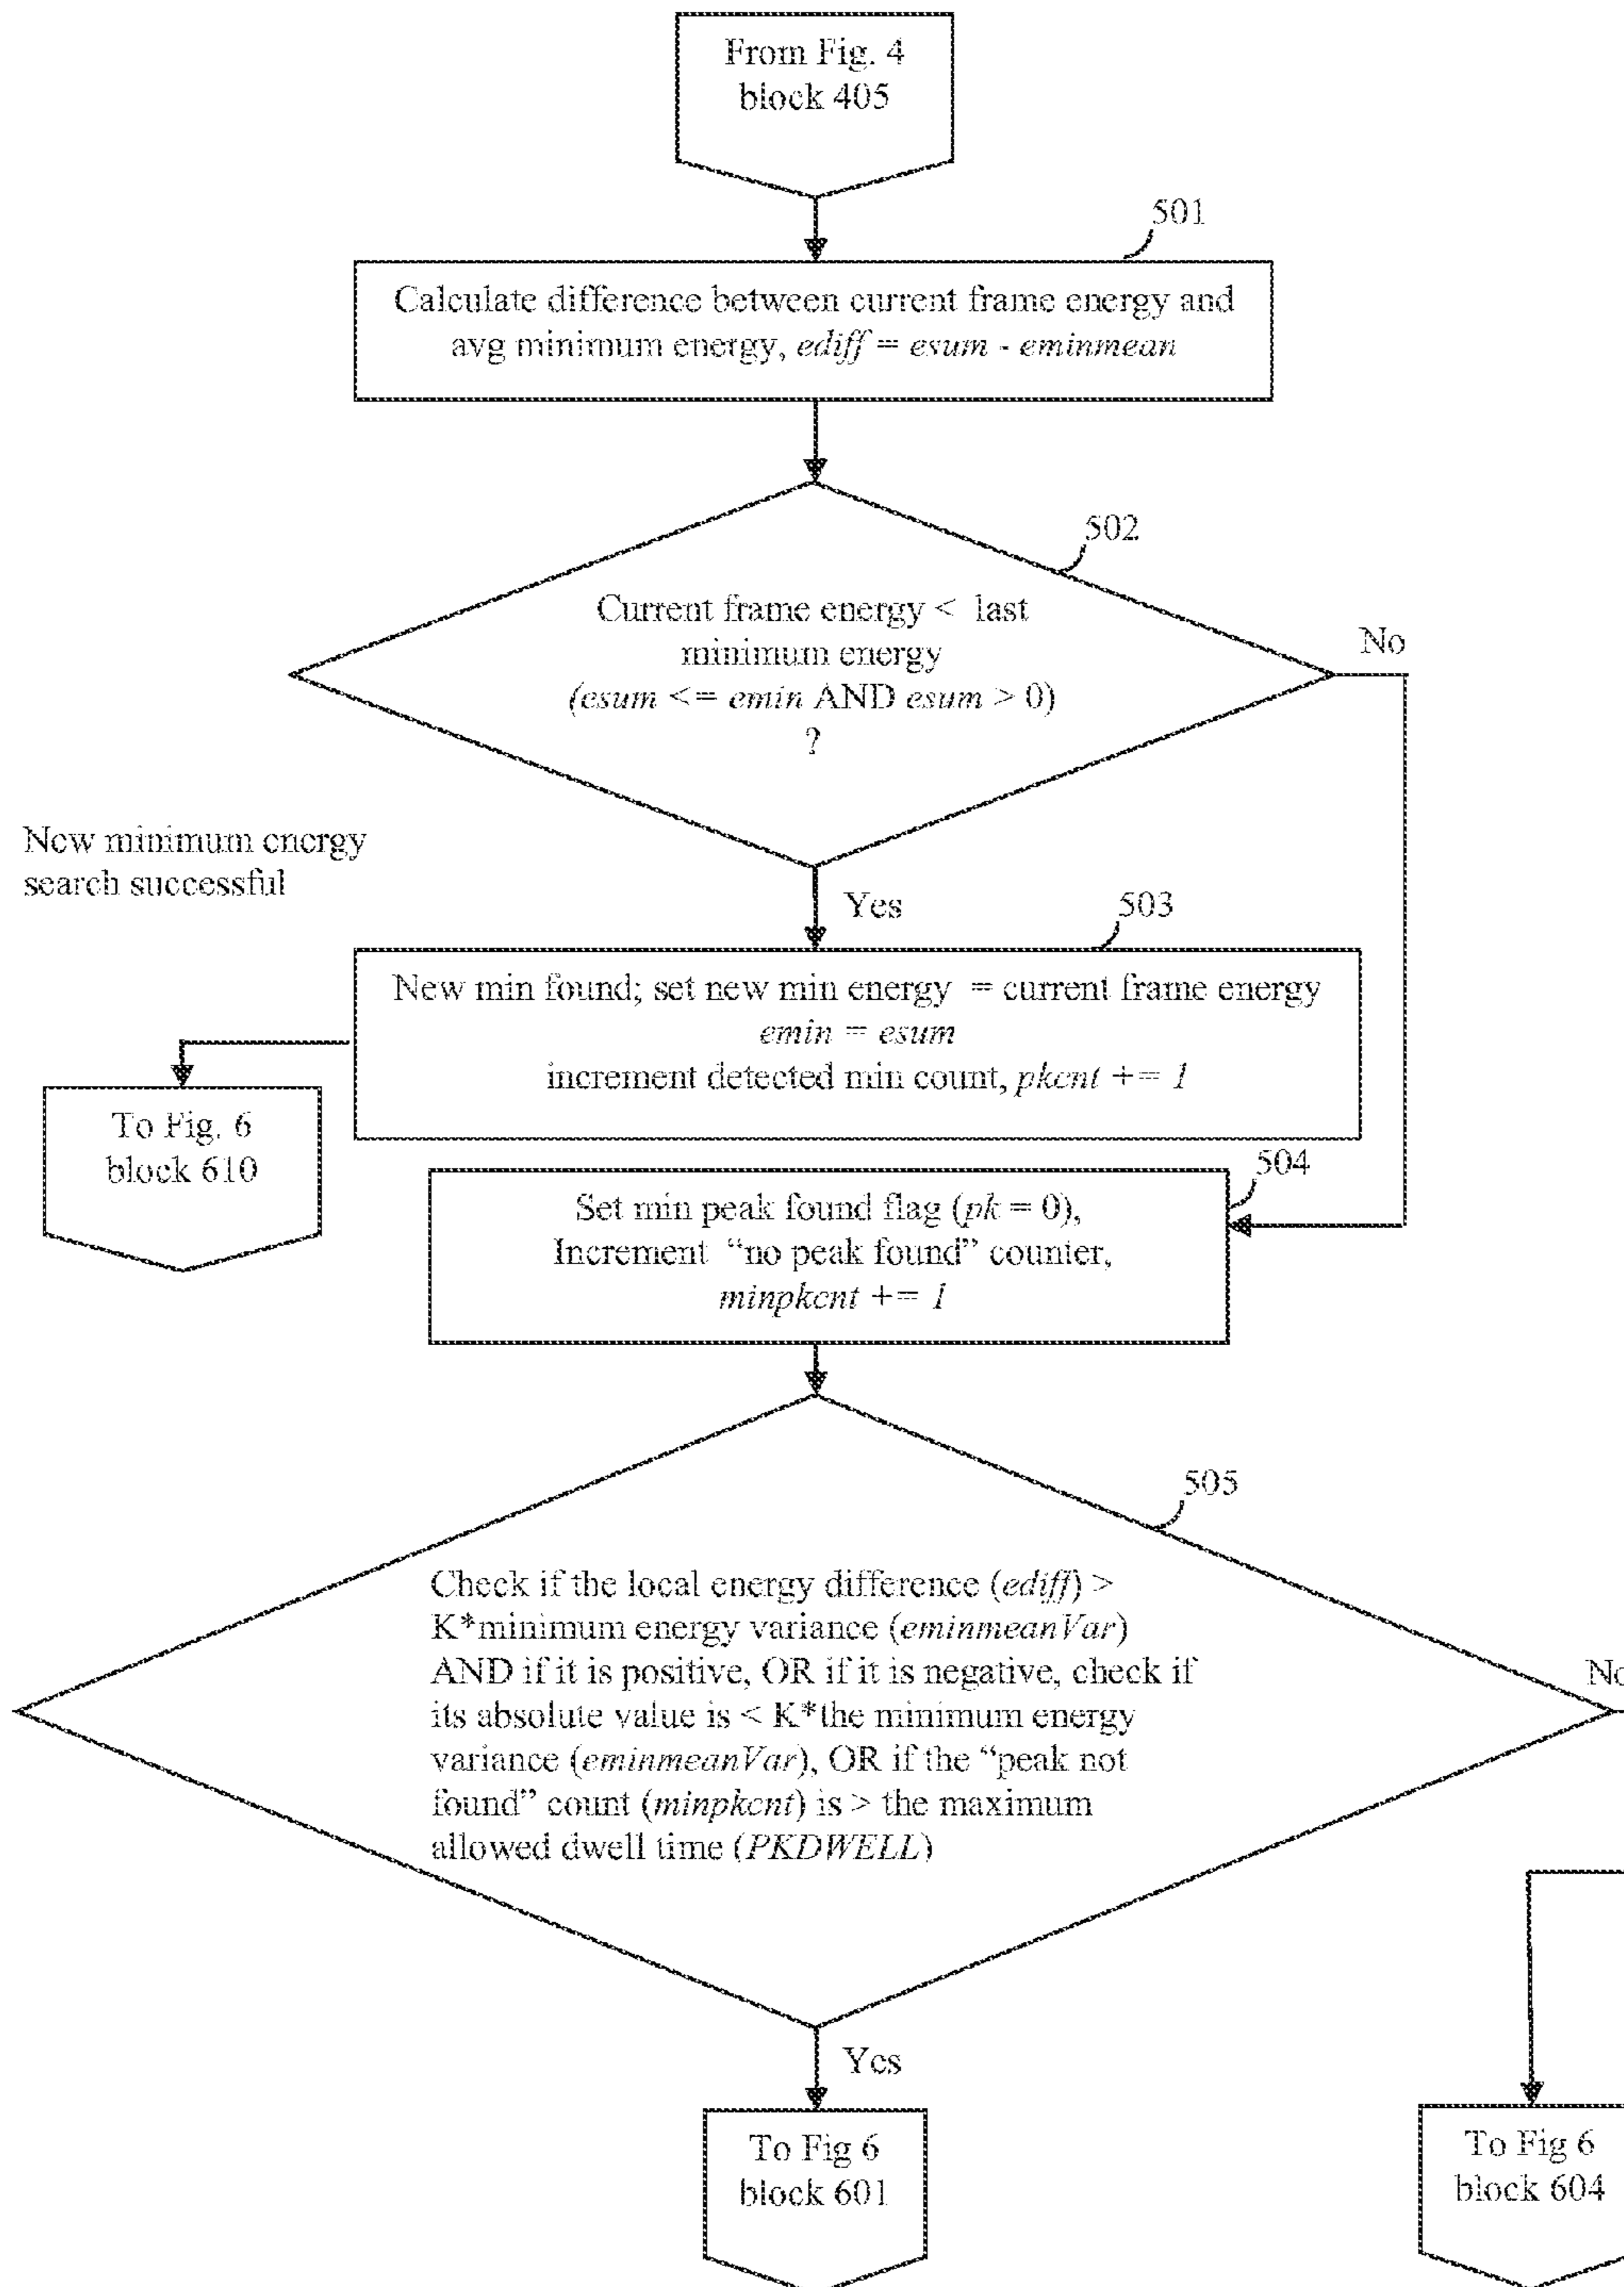 From Fig. 4
block 405
501
Calculate difference between current frame energy and
avg minimum energy, ediff = esum - eminmean
502
Current frame energy < last
minimum energy
(esum <= emin AND esum > 0)
?
No
New minimum energy
search successful
Yes
503
New min found; set new min energy = current frame energy
emin = esum
increment detected min count, pkcnt += 1
To Fig. 6
block 610
504
Set min peak found flag (pk = 0),
Increment “no peak found” counter,
minpkcnt += 1
505
Check if the local energy difference (ediff) >
K*minimum energy variance (eminmeanVar)
AND if it is positive, OR if it is negative, check if
its absolute value is < K*the minimum energy
variance (eminmeanVar), OR if the “peak not
found” count (minpkcnt) is > the maximum
allowed dwell time (PKDWELL)
No
Yes
To Fig 6
block 601
To Fig 6
block 604